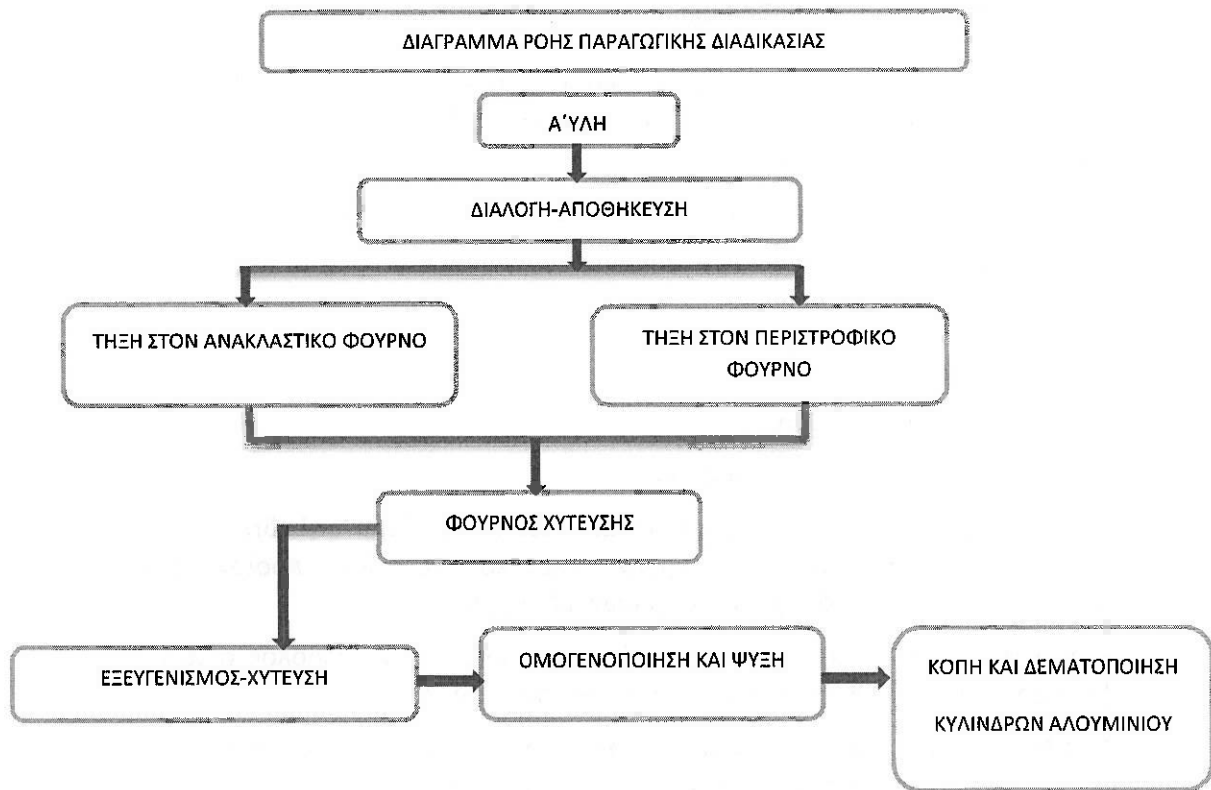 ΔΙΑΓΡΑΜΜΑ ΡΟΗΣ ΠΑΡΑΓΩΓΙΚΗΣ ΔΙΑΔΙΚΑΣΙΑΣ
Α΄ΥΛΗ
ΔΙΑΛΟΓΗ-ΑΠΟΘΗΚΕΥΣΗ
ΤΗΞΗ ΣΤΟΝ ΑΝΑΚΛΑΣΤΙΚΟ ΦΟΥΡΝΟ
ΤΗΞΗ ΣΤΟΝ ΠΕΡΙΣΤΡΟΦΙΚΟ
ΦΟΥΡΝΟ
ΦΟΥΡΝΟΣ ΧΥΤΕΥΣΗΣ
ΕΞΕΥΓΕΝΙΣΜΟΣ-ΧΥΤΕΥΣΗ
ΟΜΟΓΕΝΟΠΟΙΗΣΗ ΚΑΙ ΨΥΞΗ
ΚΟΠΗ ΚΑΙ ΔΕΜΑΤΟΠΟΙΗΣΗ
ΚΥΛΙΝΔΡΩΝ ΑΛΟΥΜΙΝΙΟΥ